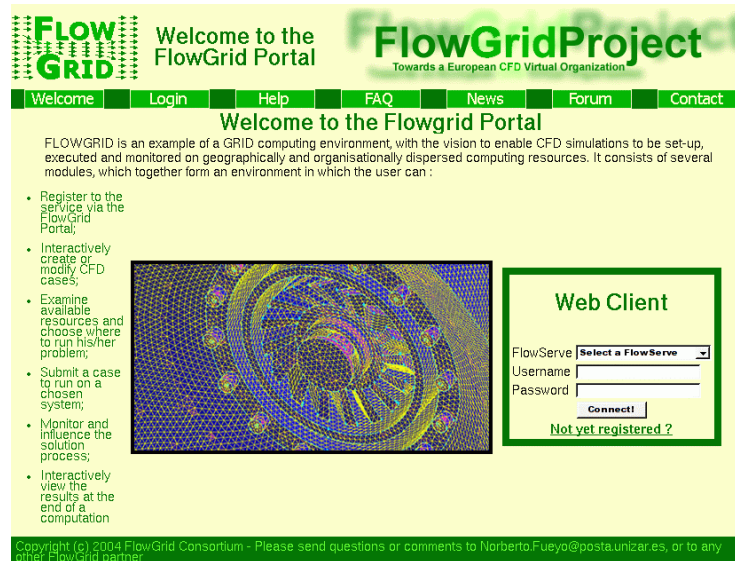 FLOW
GRID
Welcome to the
FlowGrid Portal
FlowGridProject
Towards a European CFD Virtual Organization
Welcome Login Help FAQ News Forum Contact
Welcome to the Flowgrid Portal
FLOWGRID is an example of a GRID computing environment, with the vision to enable CFD simulations to be set-up,
executed and monitored on geographically and organisationally dispersed computing resources. It consists of several
modules, which together form an environment in which the user can :
• Register to the
service via the
FlowGrid
Portal;
• Interactively
create or
modify CFD
cases;
• Examine
available
resources and
choose where
to run his/her
problem;
• Submit a case
to run on a
chosen
system;
• Monitor and
influence the
solution
process;
• Interactively
view the
results at the
end of a
computation
Web Client
FlowServe Select a FlowServe
Username
Password
Connect!
Not yet registered ?
Copyright (c) 2004 FlowGrid Consortium - Please send questions or comments to Norberto.Fueyo@posta.unizar.es, or to any
other FlowGrid partner